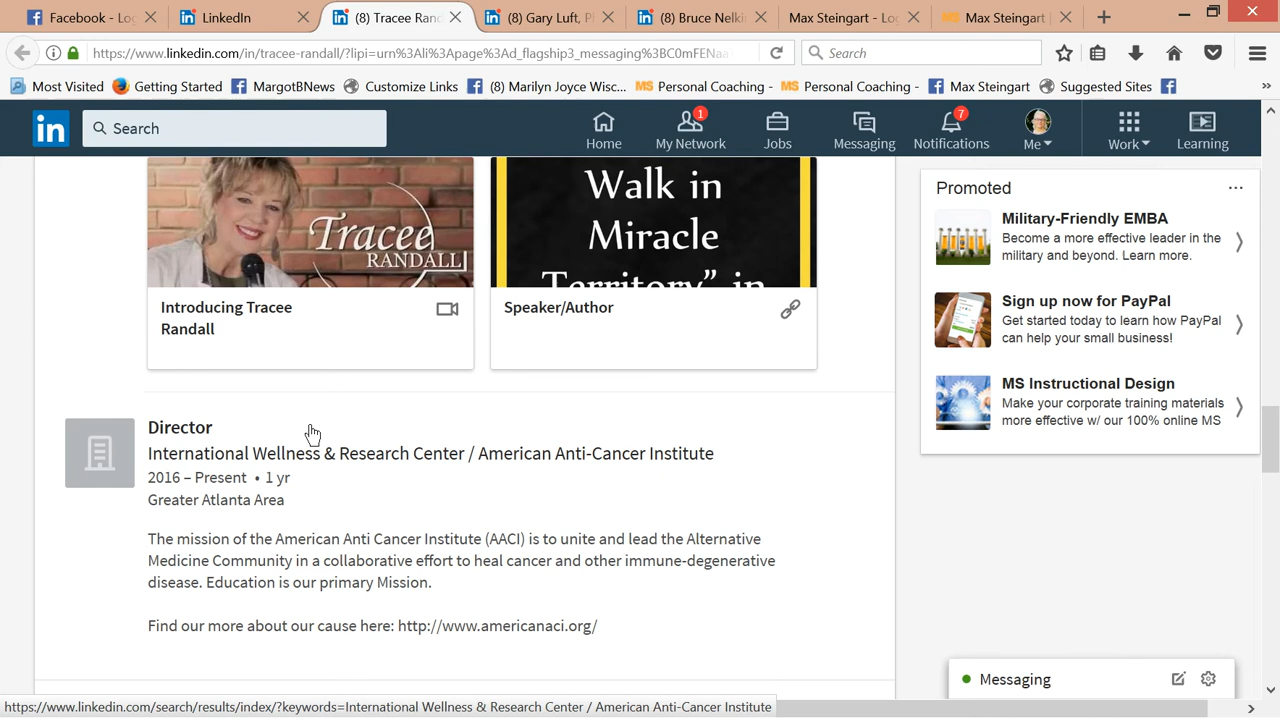 Facebook - Log
LinkedIn
(8) Tracee Ran
(8) Gary Luft, P
(8) Bruce Nelki
Max Steingart - Log
MS Max Steingart
https://www.linkedin.com/in/tracee-randall/?lipi=urn%3Ali%3Apage%3Ad_flagship3_messaging%3BC0mFENa
Search
Most Visited
Getting Started
MargotBNews
Customize Links
(8) Marilyn Joyce Wisc...
MS Personal Coaching -
MS Personal Coaching -
Max Steingart
Suggested Sites
in
Search
1
7
Home
My Network
Jobs
Messaging
Notifications
Me
Work
Learning
Tracee
RANDALL
Walk in
Miracle
Territory" in
Introducing Tracee
Randall
Speaker/Author
Director
International Wellness & Research Center / American Anti-Cancer Institute
2016 – Present • 1 yr
Greater Atlanta Area
The mission of the American Anti Cancer Institute (AACI) is to unite and lead the Alternative
Medicine Community in a collaborative effort to heal cancer and other immune-degenerative
disease. Education is our primary Mission.
Find our more about our cause here: http://www.americanaci.org/
Promoted
Military-Friendly EMBA
Become a more effective leader in the
military and beyond. Learn more.
Sign up now for PayPal
Get started today to learn how PayPal
can help your small business!
MS Instructional Design
Make your corporate training materials
more effective w/ our 100% online MS
Messaging
https://www.linkedin.com/search/results/index/?keywords=International Wellness & Research Center / American Anti-Cancer Institute